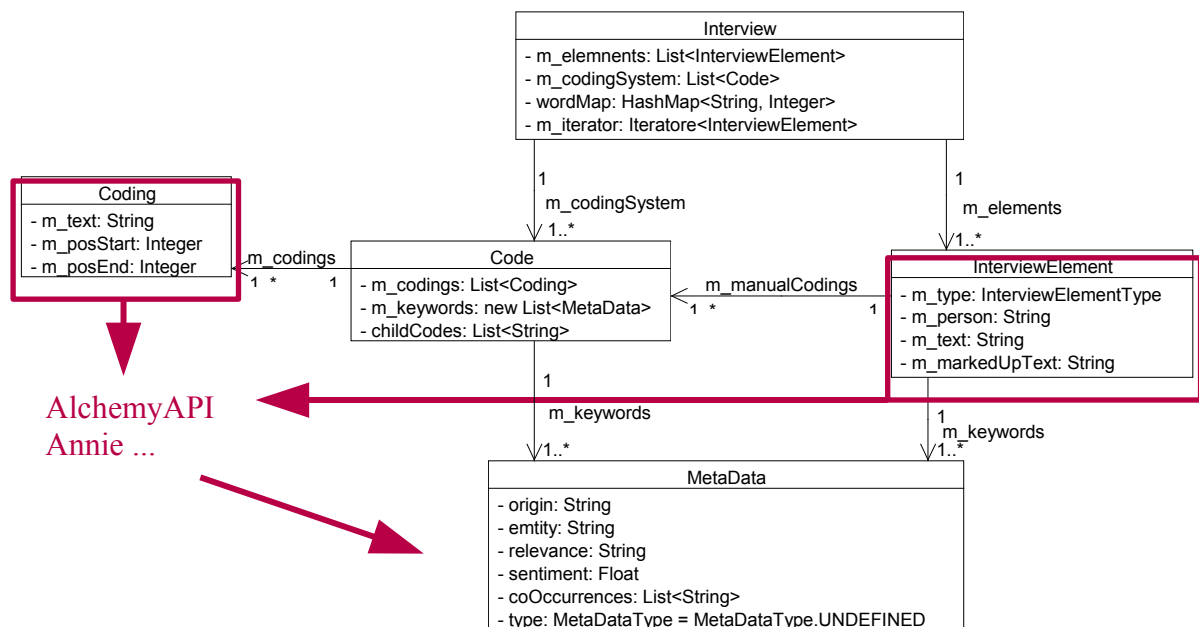 Interview
- m_elemnents: List<InterviewElement>
- m_codingSystem: List<Code>
- wordMap: HashMap<String, Integer>
- m_iterator: Iteratore<InterviewElement>
1
m_codingSystem
1..*
1
m_elements
1..*
Coding
- m_text: String
- m_posStart: Integer
- m_posEnd: Integer
m_codings
1 *
1
Code
- m_codings: List<Coding>
- m_keywords: new List<MetaData>
- childCodes: List<String>
m_manualCodings
1 *
1
InterviewElement
- m_type: InterviewElementType
- m_person: String
- m_text: String
- m_markedUpText: String
AlchemyAPI
Annie ...
1
m_keywords
1..*
1
m_keywords
1..*
MetaData
- origin: String
- emtity: String
- relevance: String
- sentiment: Float
- coOccurrences: List<String>
- type: MetaDataType = MetaDataType.UNDEFINED